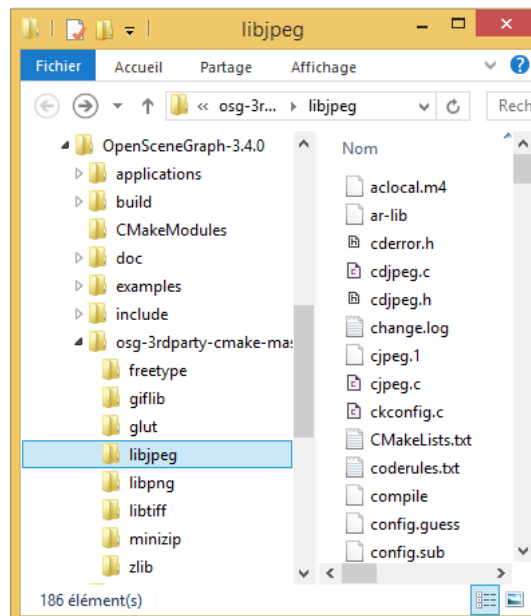 libjpeg
Fichier Accueil Partage Affichage
« osg-3r... libjpeg Rech
OpenSceneGraph-3.4.0
applications
build
CMakeModules
doc
examples
include
osg-3rdparty-cmake-mas
freetype
giflib
glut
libjpeg
libpng
libtiff
minizip
zlib
Nom
aclocal.m4
ar-lib
cderror.h
cdjpeg.c
cdjpeg.h
change.log
cjpeg.1
cjpeg.c
ckconfig.c
CMakeLists.txt
coderules.txt
compile
config.guess
config.sub
186 élément(s)